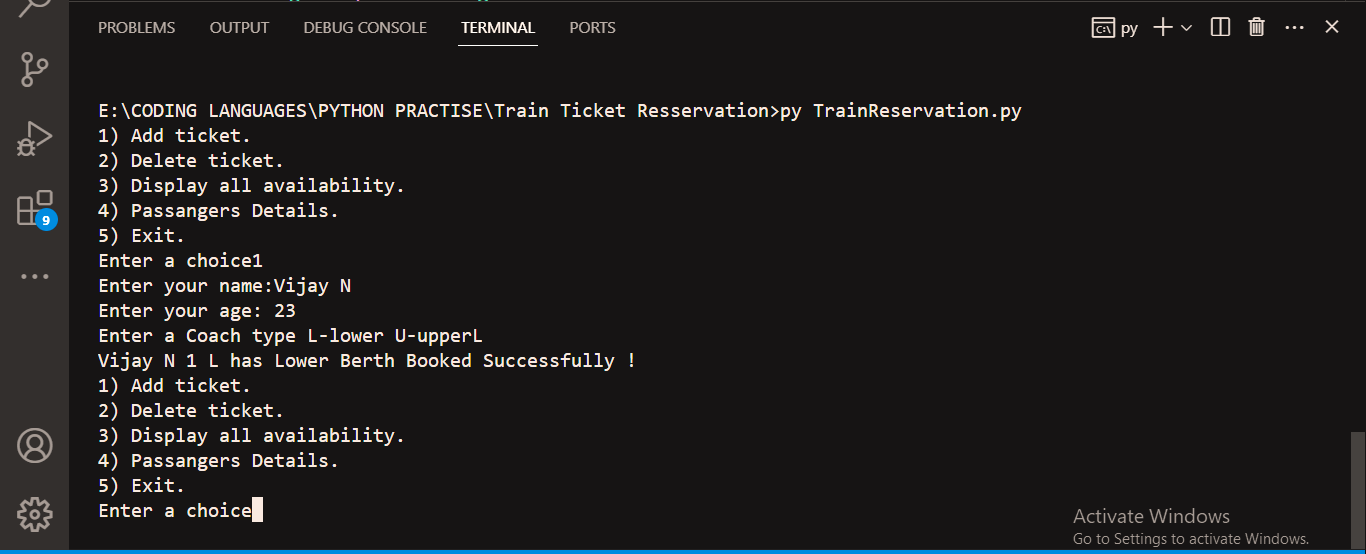 PROBLEMS OUTPUT DEBUG CONSOLE TERMINAL PORTS py
E:\CODING LANGUAGES\PYTHON PRACTISE\Train Ticket Resservation>py TrainReservation.py
1) Add ticket.
2) Delete ticket.
3) Display all availability.
4) Passangers Details.
5) Exit.
Enter a choice1
Enter your name:Vijay N
Enter your age: 23
Enter a Coach type L-lower U-upperL
Vijay N 1 L has Lower Berth Booked Successfully !
1) Add ticket.
2) Delete ticket.
3) Display all availability.
4) Passangers Details.
5) Exit.
Enter a choice
9
Activate Windows
Go to Settings to activate Windows.